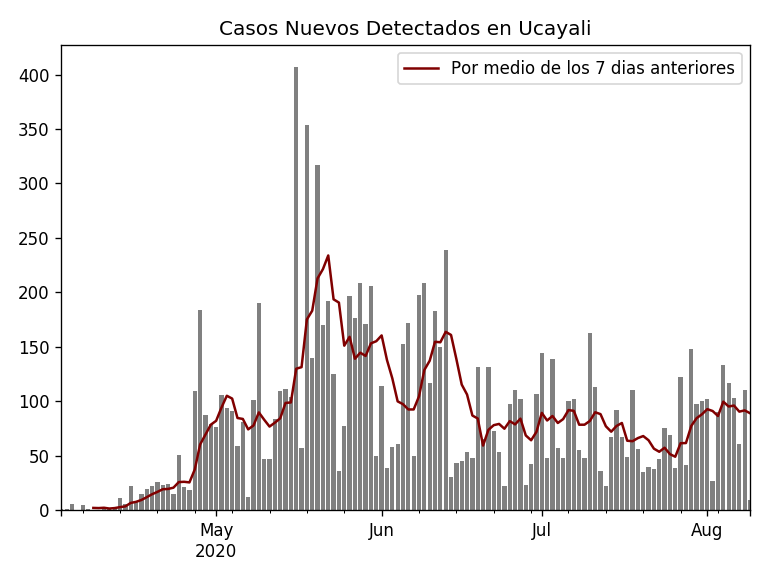 Casos Nuevos Detectados en Ucayali
Por medio de los 7 dias anteriores
400
350
300
250
200
150
100
50
0
May
2020
Jun
Jul
Aug